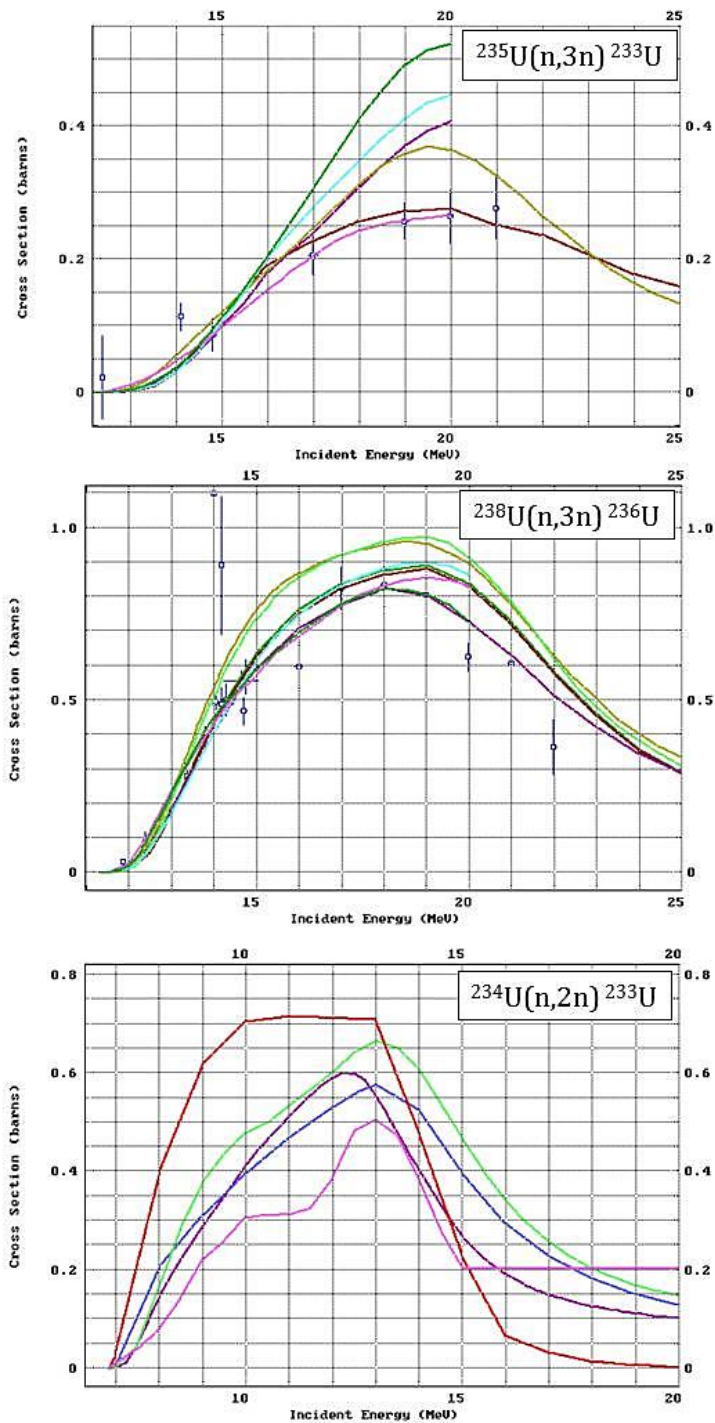 15 20 25
²³⁵U(n,3n) ²³³U
Cross Section (barns)
0.4 0.4
0.2 0.2
0 0
15 20 25
Incident Energy (MeV)
15 20 25
²³⁸U(n,3n) ²³⁶U
Cross Section (barns)
1.0 1.0
0.5 0.5
0 0
15 20 25
Incident Energy (MeV)
10 15 20
²³⁴U(n,2n) ²³³U
Cross Section (barns)
0.8 0.8
0.6 0.6
0.4 0.4
0.2 0.2
0 0
10 15 20
Incident Energy (MeV)